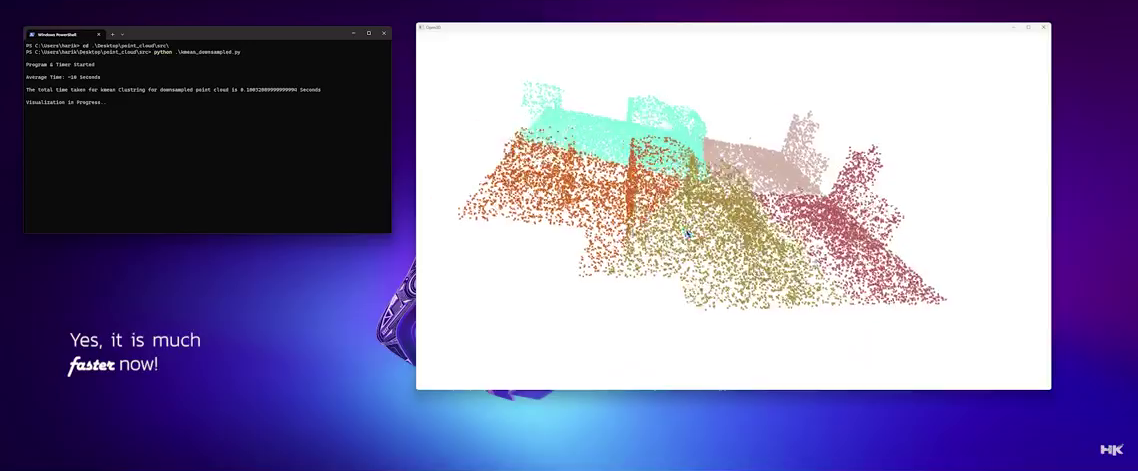 Windows PowerShell
PS C:\Users\harik> cd .\Desktop\point_cloud\src\
PS C:\Users\harik\Desktop\point_cloud\src> python .\kmean_downsampled.py
Program & Timer Started
Average Time: ~10 Seconds
The total time taken for kmean Clustring for downsampled point cloud is 0.10032089999999994 Seconds
Visualization in Progress..
Open3D
Yes, it is much
faster now!
HK